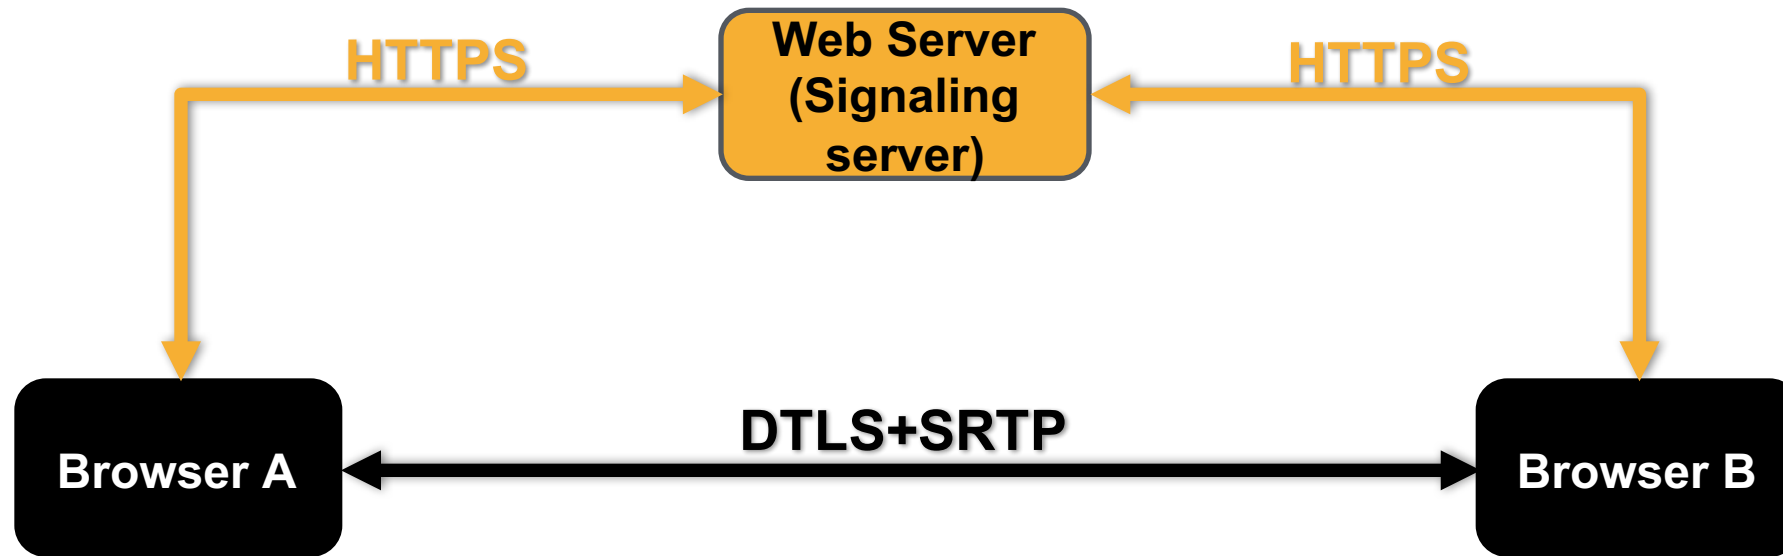 HTTPS
Web Server
(Signaling
server)
HTTPS
DTLS+SRTP
Browser A
Browser B